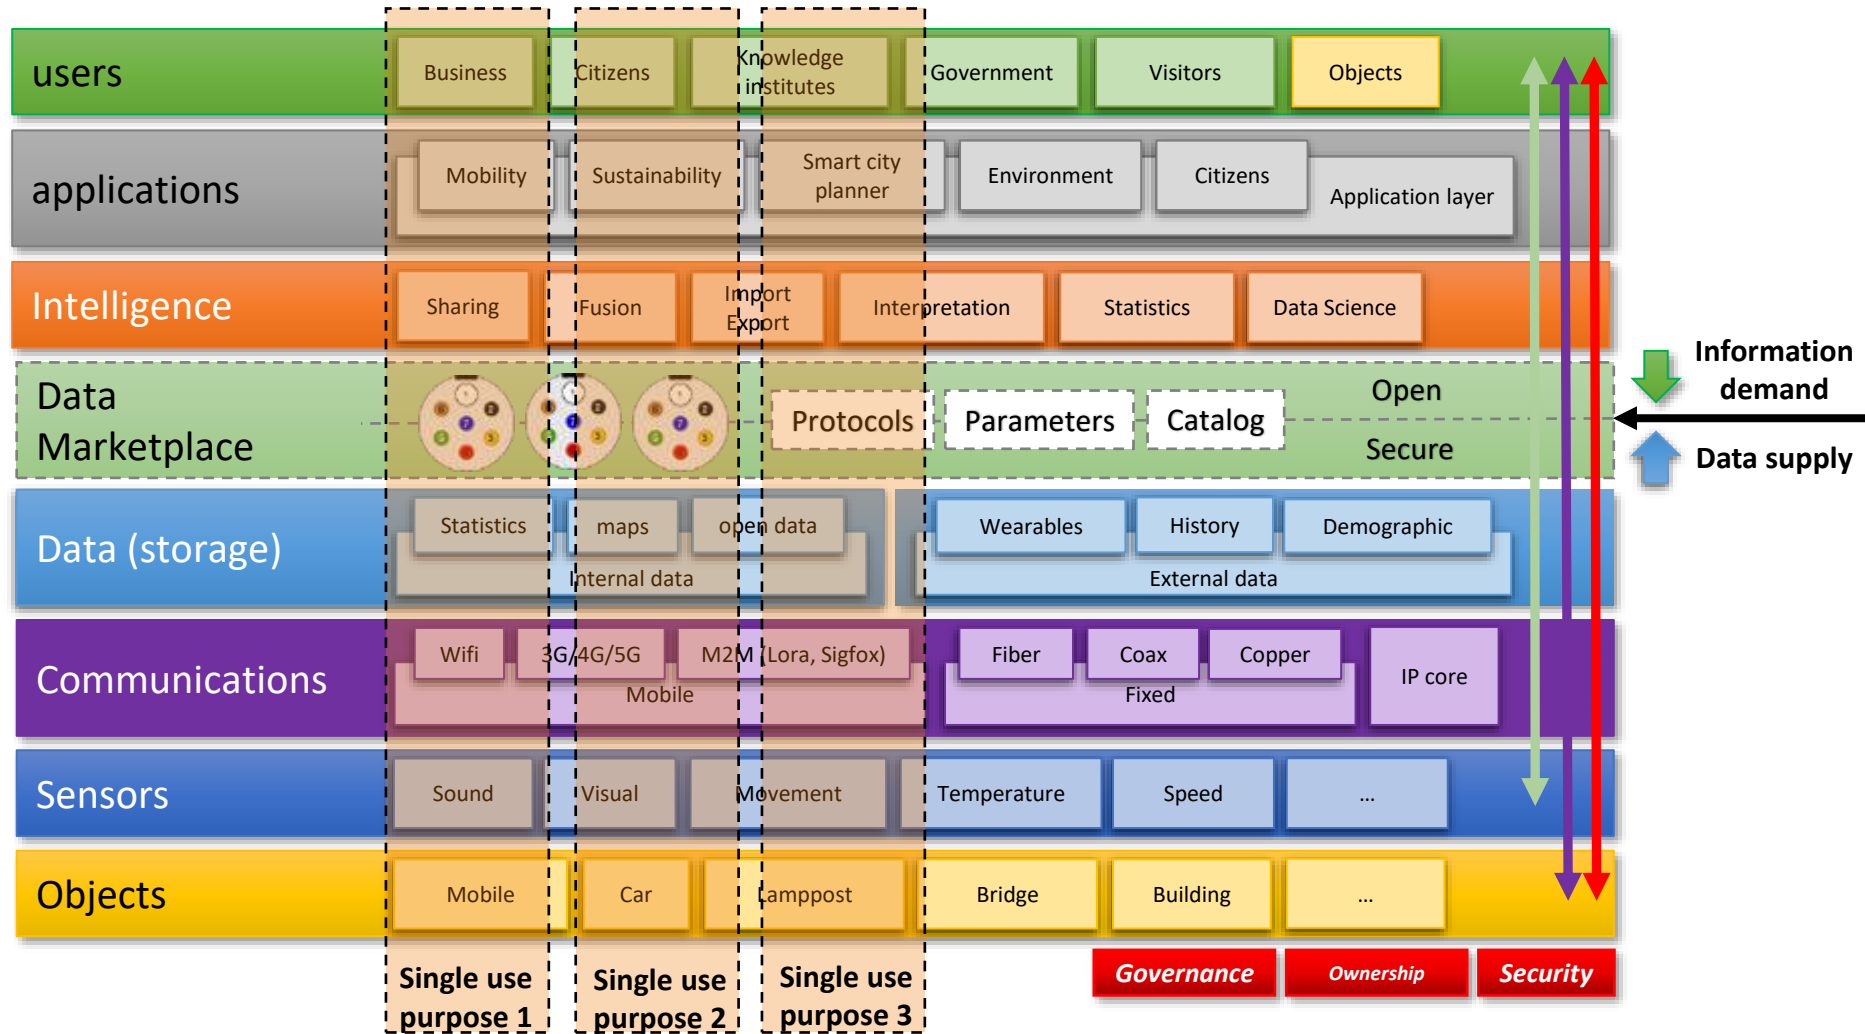 users
Business
Citizens
Knowledge
institutes
Government
Visitors
Objects
applications
Mobility
Sustainability
Smart city
planner
Environment
Citizens
Application layer
Intelligence
Sharing
Fusion
Import
Export
Interpretation
Statistics
Data Science
Data
Marketplace
Protocols
Parameters
Catalog
Open
Secure
Information
demand
Data supply
Data (storage)
Statistics
maps
open data
Internal data
Wearables
History
Demographic
External data
Communications
Wifi
3G/4G/5G
M2M (Lora, Sigfox)
Mobile
Fiber
Coax
Copper
Fixed
IP core
Sensors
Sound
Visual
Movement
Temperature
Speed
...
Objects
Mobile
Car
Lamppost
Bridge
Building
...
Single use
purpose 1
Single use
purpose 2
Single use
purpose 3
Governance
Ownership
Security